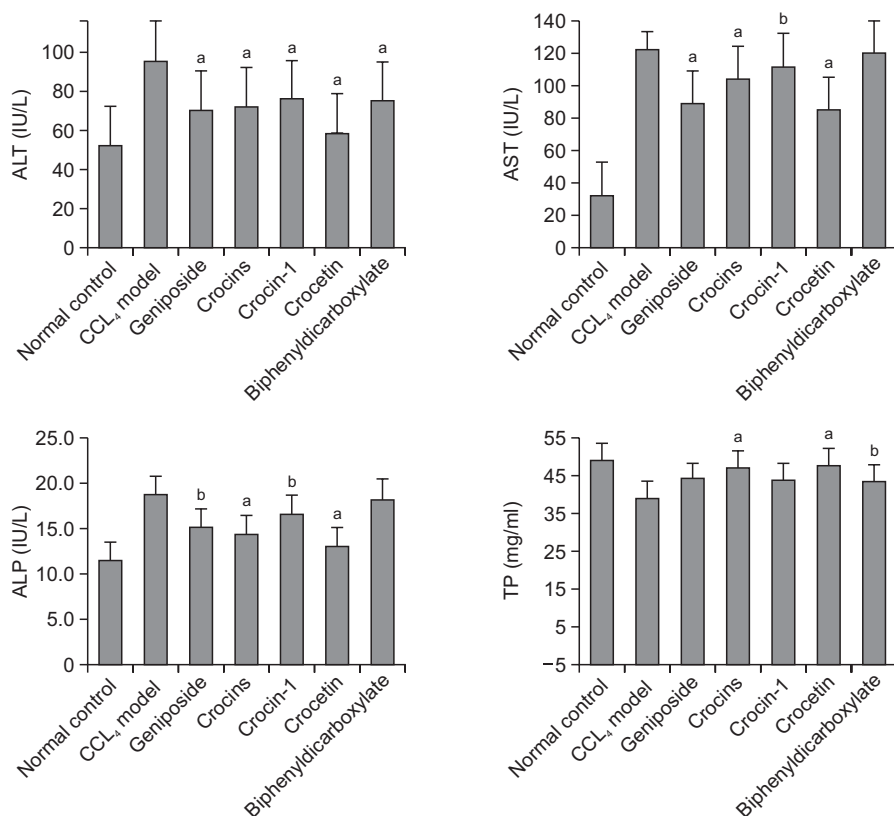 ALT (IU/L)
100
80
60
40
20
0
a a a a a
Normal control
CCL₄ model
Geniposide
Crocins
Crocin-1
Crocetin
Biphenyldicarboxylate
AST (IU/L)
140
120
100
80
60
40
20
0
a a b a
Normal control
CCL₄ model
Geniposide
Crocins
Crocin-1
Crocetin
Biphenyldicarboxylate
ALP (IU/L)
25.0
20.0
15.0
10.0
5.0
0
b a b a
Normal control
CCL₄ model
Geniposide
Crocins
Crocin-1
Crocetin
Biphenyldicarboxylate
TP (mg/ml)
55
45
35
25
15
5
−5
a a b
Normal control
CCL₄ model
Geniposide
Crocins
Crocin-1
Crocetin
Biphenyldicarboxylate